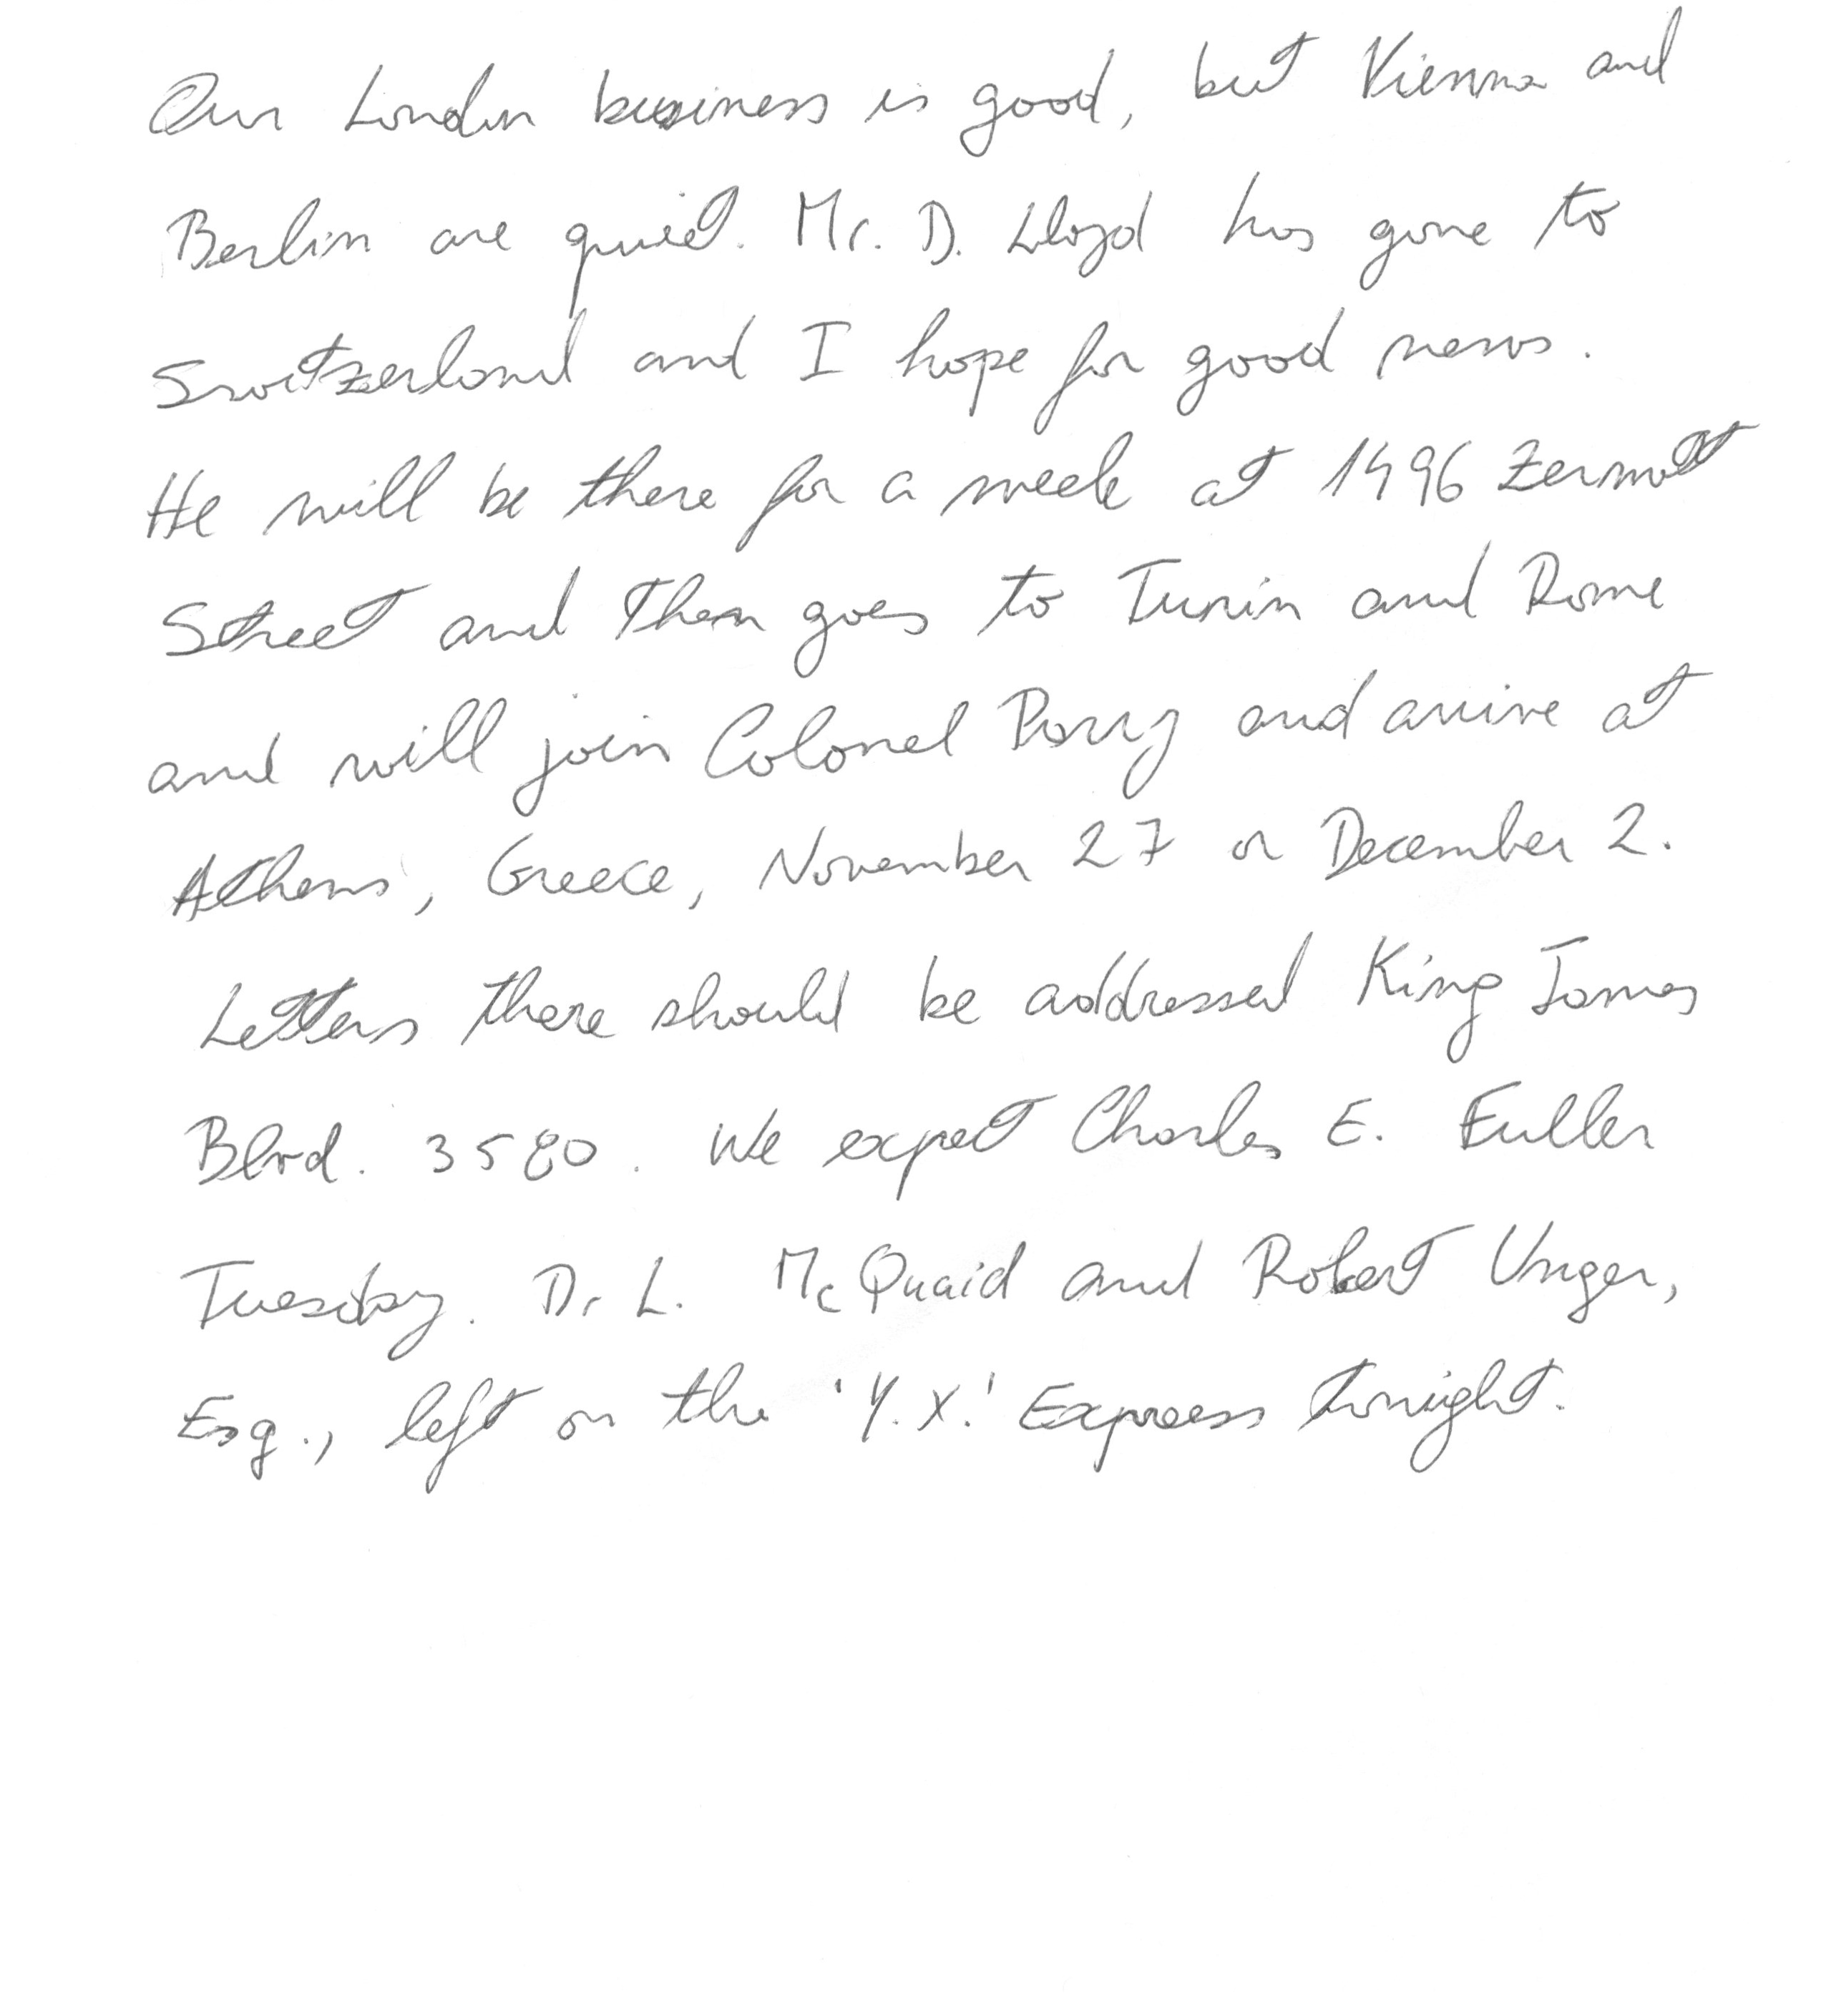 Our London business is good, but Vienna and
Berlin are quiet. Mr. D. Lloyd has gone to
Switzerland and I hope for good news.
He will be there for a week at 1496 Zermott
Street and then goes to Turin and Rome
and will join Colonel Parry and arrive at
Athens, Greece, November 27 or December 2.
Letters there should be addressed King James
Blvd. 3580. We expect Charles E. Fuller
Tuesday. Dr L. McQuaid and Robert Unger,
Esq., left on the 'Y.X.' Express tonight.